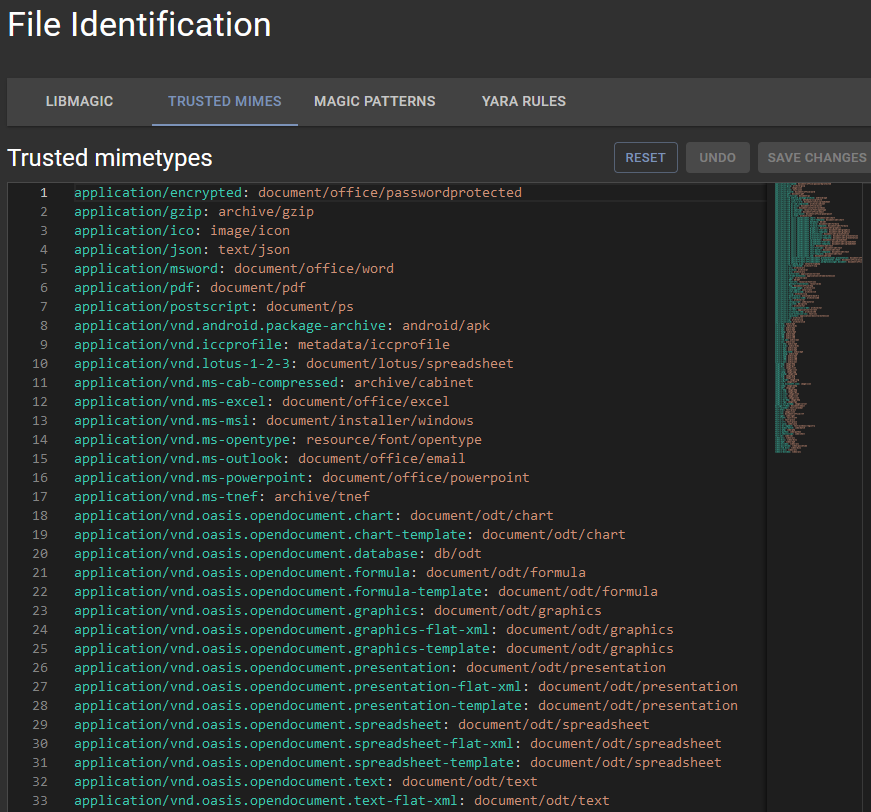 File Identification
LIBMAGIC TRUSTED MIMES MAGIC PATTERNS YARA RULES
Trusted mimetypes RESET UNDO SAVE CHANGES
1 application/encrypted: document/office/passwordprotected
2 application/gzip: archive/gzip
3 application/ico: image/icon
4 application/json: text/json
5 application/msword: document/office/word
6 application/pdf: document/pdf
7 application/postscript: document/ps
8 application/vnd.android.package-archive: android/apk
9 application/vnd.iccprofile: metadata/iccprofile
10 application/vnd.lotus-1-2-3: document/lotus/spreadsheet
11 application/vnd.ms-cab-compressed: archive/cabinet
12 application/vnd.ms-excel: document/office/excel
13 application/vnd.ms-msi: document/installer/windows
14 application/vnd.ms-opentype: resource/font/opentype
15 application/vnd.ms-outlook: document/office/email
16 application/vnd.ms-powerpoint: document/office/powerpoint
17 application/vnd.ms-tnef: archive/tnef
18 application/vnd.oasis.opendocument.chart: document/odt/chart
19 application/vnd.oasis.opendocument.chart-template: document/odt/chart
20 application/vnd.oasis.opendocument.database: db/odt
21 application/vnd.oasis.opendocument.formula: document/odt/formula
22 application/vnd.oasis.opendocument.formula-template: document/odt/formula
23 application/vnd.oasis.opendocument.graphics: document/odt/graphics
24 application/vnd.oasis.opendocument.graphics-flat-xml: document/odt/graphics
25 application/vnd.oasis.opendocument.graphics-template: document/odt/graphics
26 application/vnd.oasis.opendocument.presentation: document/odt/presentation
27 application/vnd.oasis.opendocument.presentation-flat-xml: document/odt/presentation
28 application/vnd.oasis.opendocument.presentation-template: document/odt/presentation
29 application/vnd.oasis.opendocument.spreadsheet: document/odt/spreadsheet
30 application/vnd.oasis.opendocument.spreadsheet-flat-xml: document/odt/spreadsheet
31 application/vnd.oasis.opendocument.spreadsheet-template: document/odt/spreadsheet
32 application/vnd.oasis.opendocument.text: document/odt/text
33 application/vnd.oasis.opendocument.text-flat-xml: document/odt/text